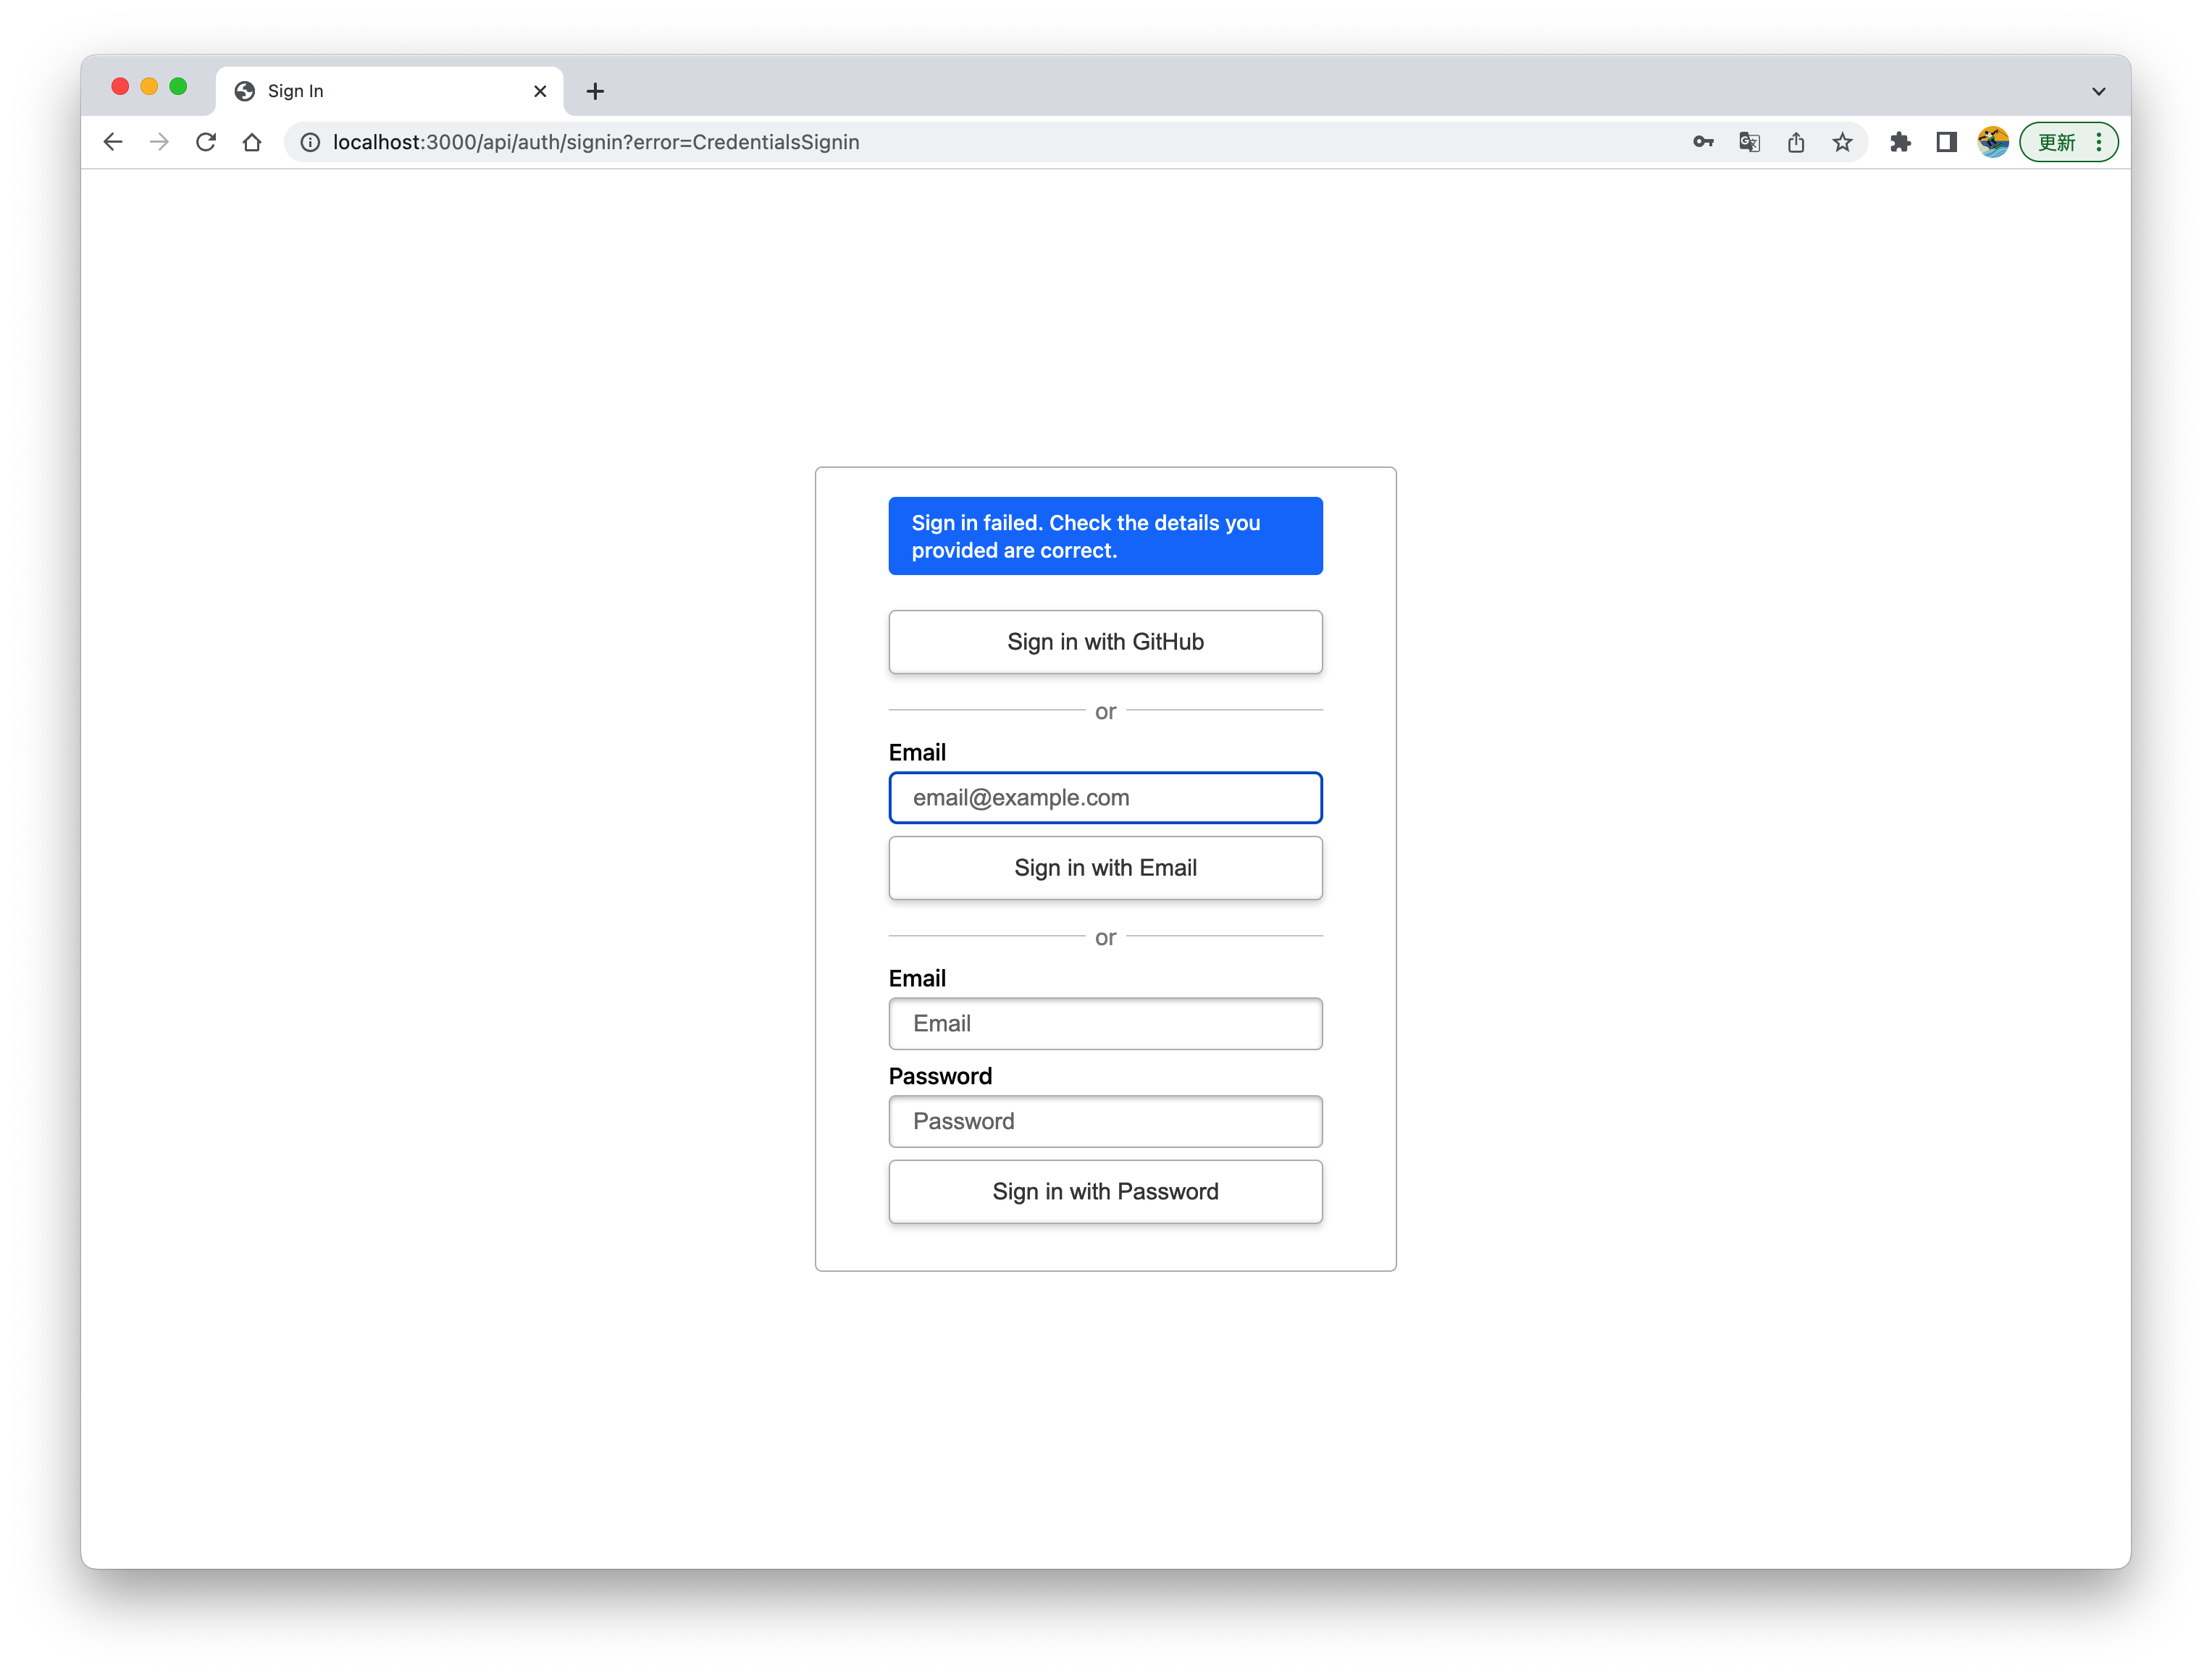 Sign In
localhost:3000/api/auth/signin?error=CredentialsSignin
更新
Sign in failed. Check the details you
provided are correct.
Sign in with GitHub
or
Email
email@example.com
Sign in with Email
or
Email
Email
Password
Password
Sign in with Password